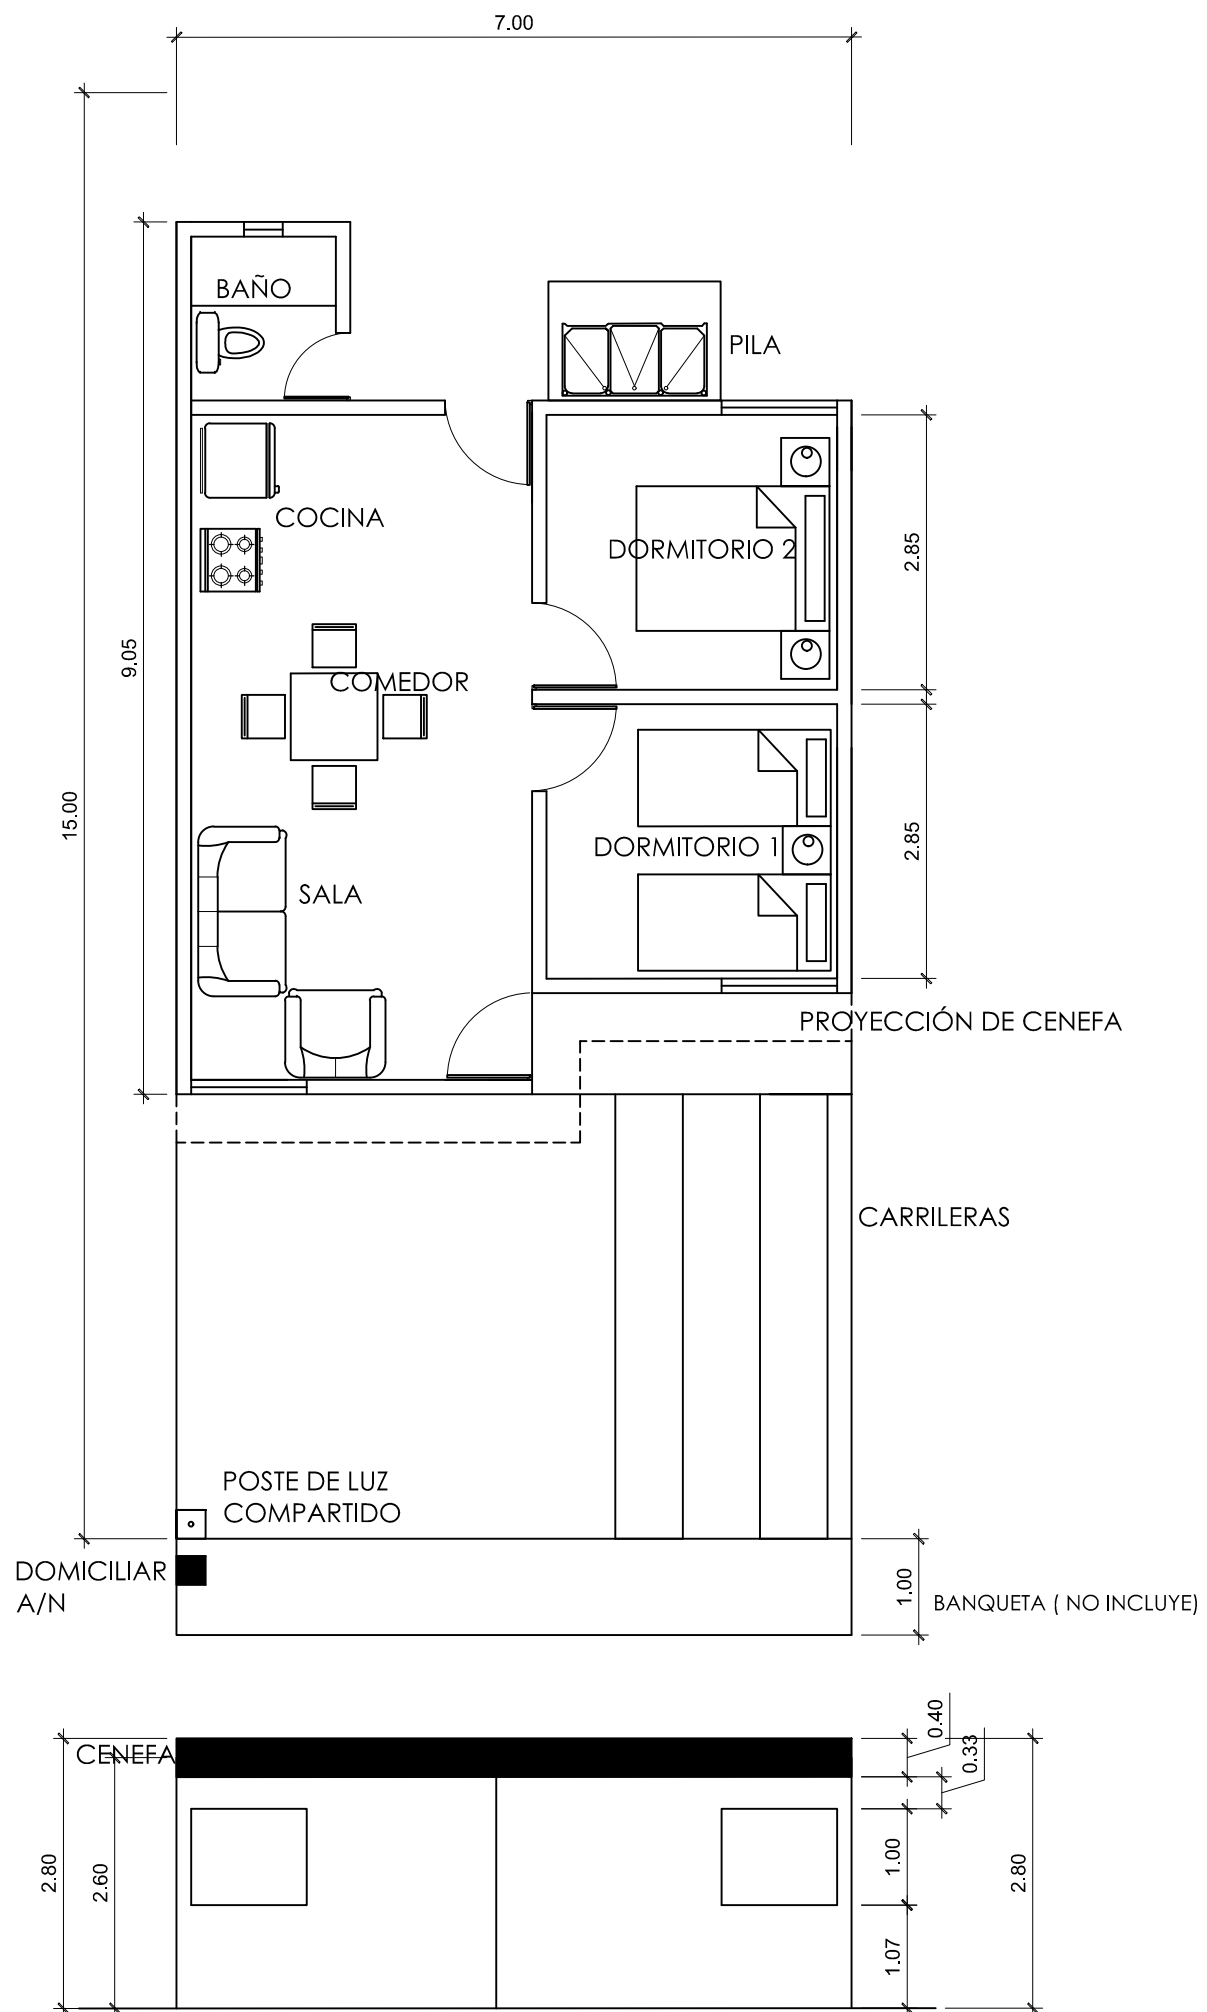 7.00
BAÑO
PILA
COCINA
DORMITORIO 2
2.85
9.05
COMEDOR
15.00
DORMITORIO 1
2.85
SALA
PROYECCIÓN DE CENEFA
CARRILERAS
POSTE DE LUZ
COMPARTIDO
DOMICILIAR
A/N
1.00
BANQUETA ( NO INCLUYE)
CENEFA
0.40
0.33
2.80
2.60
1.00
2.80
1.07